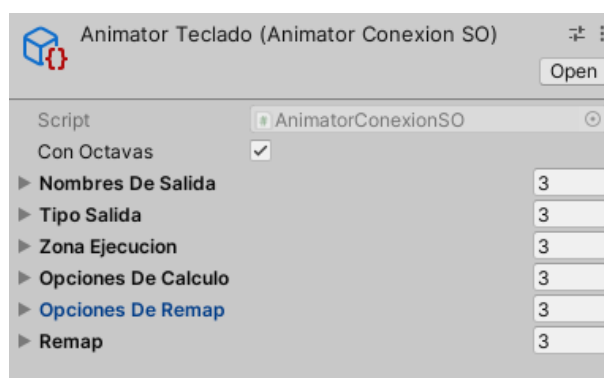 Animator Teclado (Animator Conexion SO)
Open
Script AnimatorConexionSO
Con Octavas
Nombres De Salida 3
Tipo Salida 3
Zona Ejecucion 3
Opciones De Calculo 3
Opciones De Remap 3
Remap 3